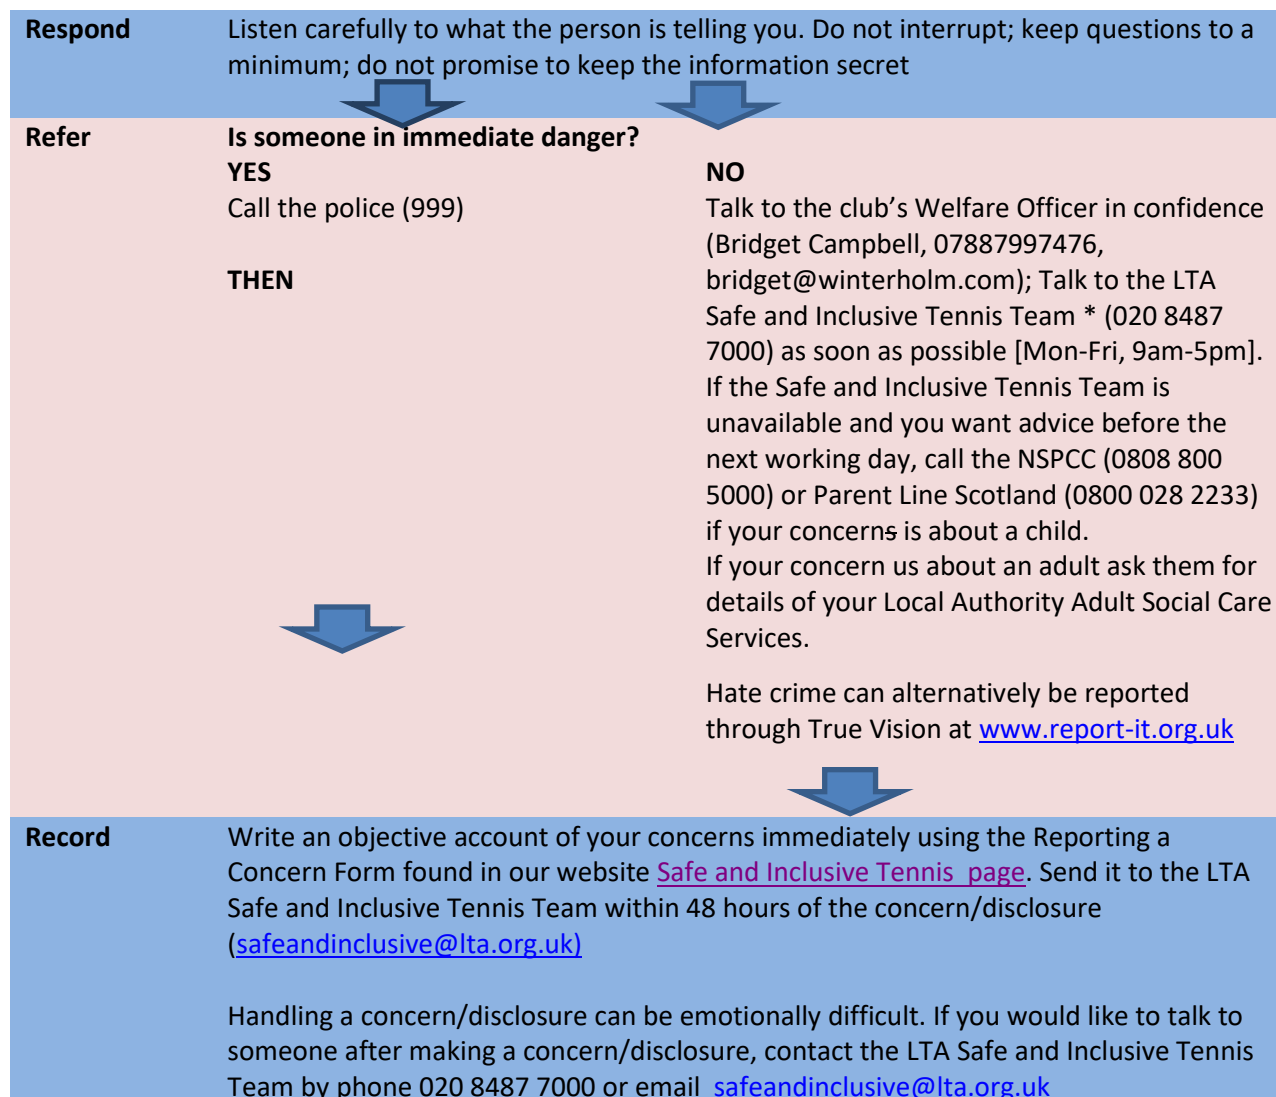 Respond
Listen carefully to what the person is telling you. Do not interrupt; keep questions to a
minimum; do not promise to keep the information secret
Refer
Is someone in immediate danger?
YES
Call the police (999)
THEN
NO
Talk to the club’s Welfare Officer in confidence
(Bridget Campbell, 07887997476,
bridget@winterholm.com); Talk to the LTA
Safe and Inclusive Tennis Team * (020 8487
7000) as soon as possible [Mon-Fri, 9am-5pm].
If the Safe and Inclusive Tennis Team is
unavailable and you want advice before the
next working day, call the NSPCC (0808 800
5000) or Parent Line Scotland (0800 028 2233)
if your concerns is about a child.
If your concern us about an adult ask them for
details of your Local Authority Adult Social Care
Services.
Hate crime can alternatively be reported
through True Vision at www.report-it.org.uk
Record
Write an objective account of your concerns immediately using the Reporting a
Concern Form found in our website Safe and Inclusive Tennis  page. Send it to the LTA
Safe and Inclusive Tennis Team within 48 hours of the concern/disclosure
(safeandinclusive@lta.org.uk)
Handling a concern/disclosure can be emotionally difficult. If you would like to talk to
someone after making a concern/disclosure, contact the LTA Safe and Inclusive Tennis
Team by phone 020 8487 7000 or email  safeandinclusive@lta.org.uk